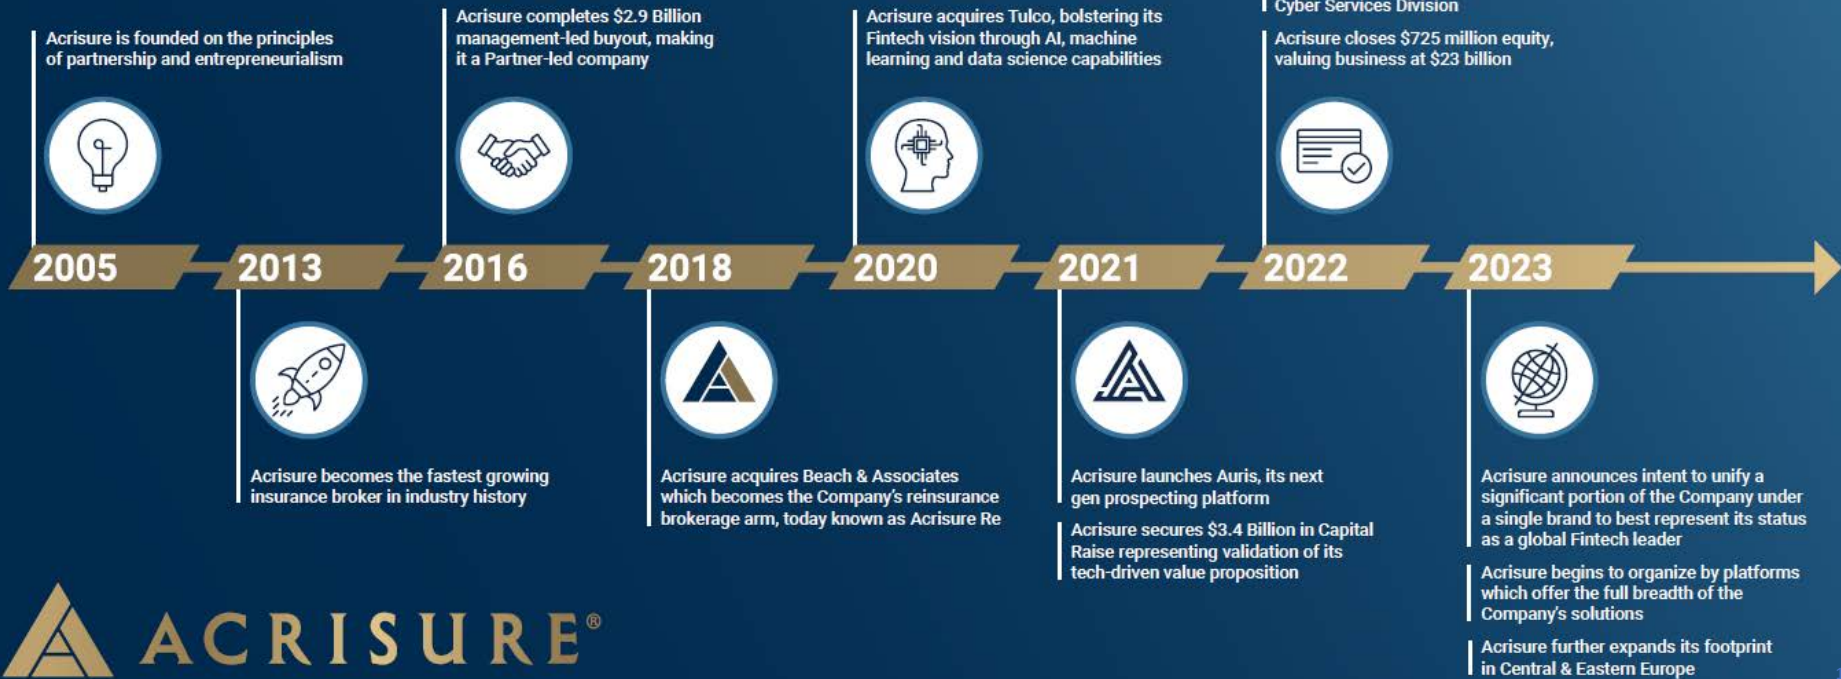 Acrisure is founded on the principles
of partnership and entrepreneurialism
Acrisure completes $2.9 Billion
management-led buyout, making
it a Partner-led company
Acrisure acquires Tulco, bolstering its
Fintech vision through AI, machine
learning and data science capabilities
Cyber Services Division
Acrisure closes $725 million equity,
valuing business at $23 billion
2005
2013
2016
2018
2020
2021
2022
2023
Acrisure becomes the fastest growing
insurance broker in industry history
Acrisure acquires Beach & Associates
which becomes the Company's reinsurance
brokerage arm, today known as Acrisure Re
Acrisure launches Auris, its next
gen prospecting platform
Acrisure secures $3.4 Billion in Capital
Raise representing validation of its
tech-driven value proposition
Acrisure announces intent to unify a
significant portion of the Company under
a single brand to best represent its status
as a global Fintech leader
Acrisure begins to organize by platforms
which offer the full breadth of the
Company's solutions
Acrisure further expands its footprint
in Central & Eastern Europe
ACRISURE®